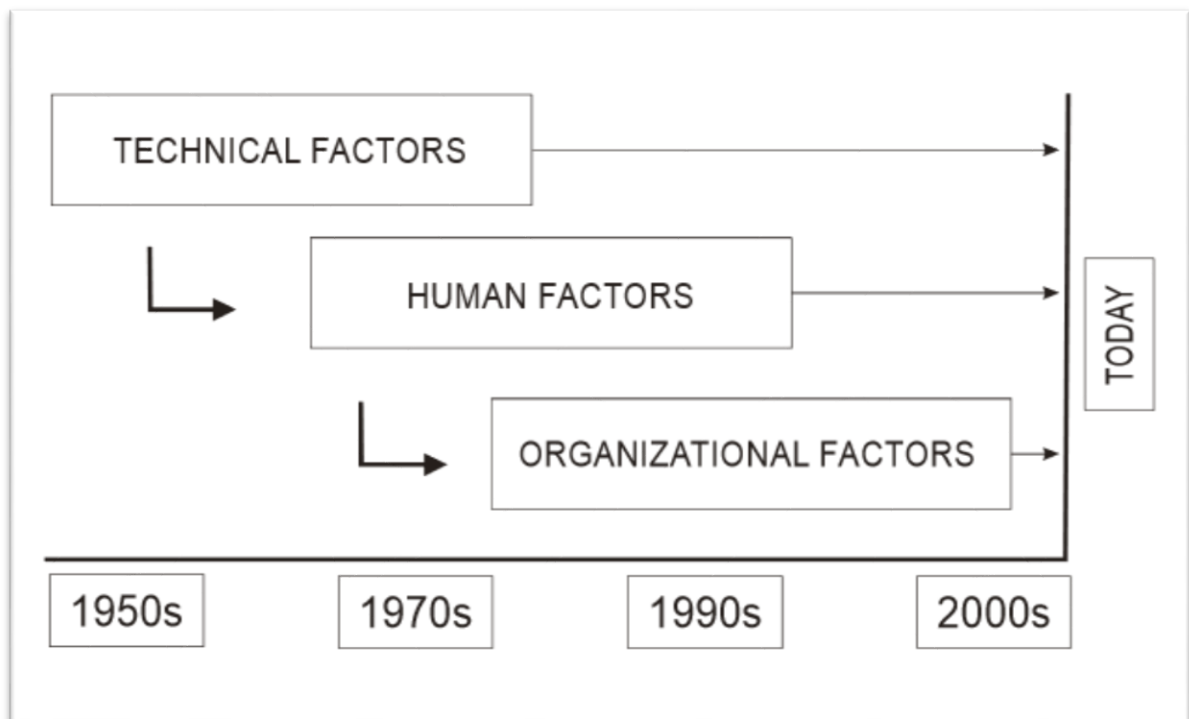 TECHNICAL FACTORS
HUMAN FACTORS
TODAY
ORGANIZATIONAL FACTORS
1950s
1970s
1990s
2000s